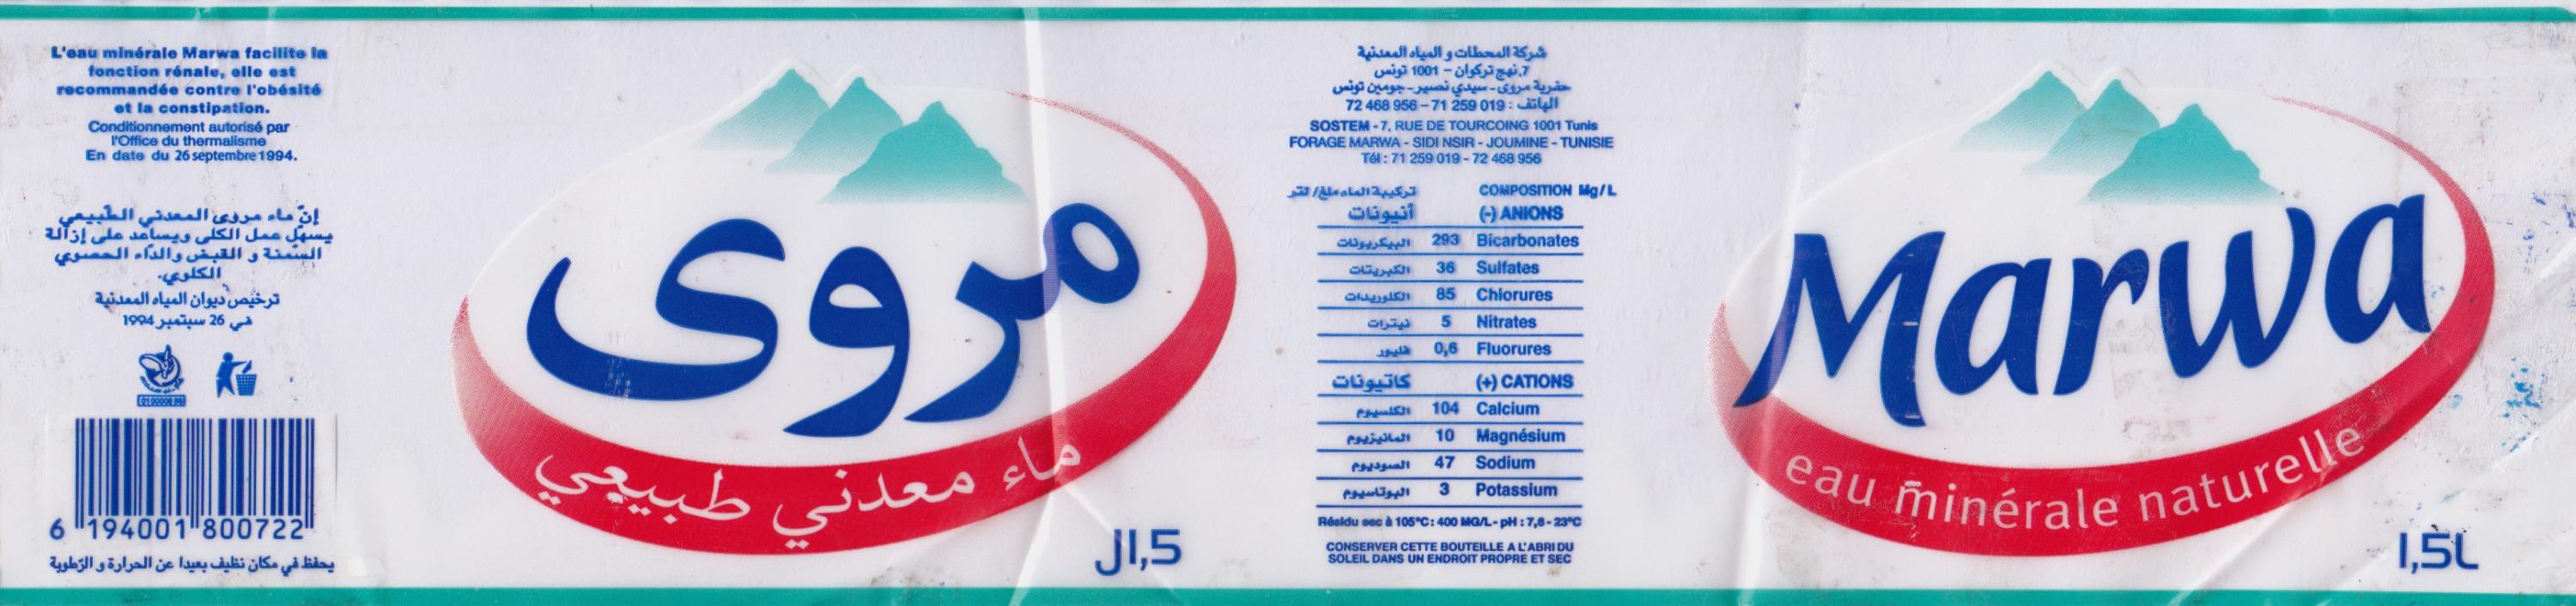 L'eau minérale Marwa facilite la
fonction rénale, elle est
recommandée contre l'obésité
et la constipation.
Conditionnement autorisé par
l'Office du thermalisme
En date du 26 septembre 1994.
إنّ ماء مروى المعدني الطّبيعي
يسهّل عمل الكلى ويساعد على إزالة
السّمنة و القبض والدّاء الحصوي
الكلوي.
ترخيص ديوان المياه المعدنية
في 26 سبتمبر 1994
6 194001 800722
يحفظ في مكان نظيف بعيدا عن الحرارة و الرّطوبة
مروى
ماء معدني طبيعي
1,5ل
شركة المحطات و المياه المعدنية
7, نهج تركوان – 1001 تونس
حفرية مروى - سيدي نصير - جومين تونس
الهاتف : 019 259 71 – 956 468 72
SOSTEM - 7, RUE DE TOURCOING 1001 Tunis
FORAGE MARWA - SIDI NSIR - JOUMINE - TUNISIE
Tél : 71 259 019 - 72 468 956
تركيبة الماء ملغ/ لتر COMPOSITION Mg/L
أنيونات (-) ANIONS
البيكربونات 293 Bicarbonates
الكبريتات 36 Sulfates
الكلوريدات 85 Chlorures
نيترات 5 Nitrates
فليور 0,6 Fluorures
كاتيونات (+) CATIONS
الكلسيوم 104 Calcium
المانيزيوم 10 Magnésium
الصوديوم 47 Sodium
البوتاسيوم 3 Potassium
Résidu sec à 105°C : 400 MG/L - pH : 7,6 - 23°C
CONSERVER CETTE BOUTEILLE A L'ABRI DU
SOLEIL DANS UN ENDROIT PROPRE ET SEC
Marwa
eau minérale naturelle
1,5L